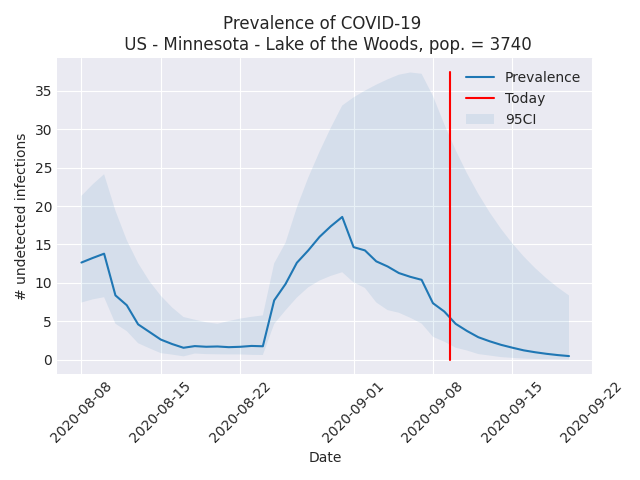 Prevalence of COVID-19
US - Minnesota - Lake of the Woods, pop. = 3740
Prevalence
Today
95CI
# undetected infections
35
30
25
20
15
10
5
0
2020-08-08
2020-08-15
2020-08-22
2020-09-01
2020-09-08
2020-09-15
2020-09-22
Date